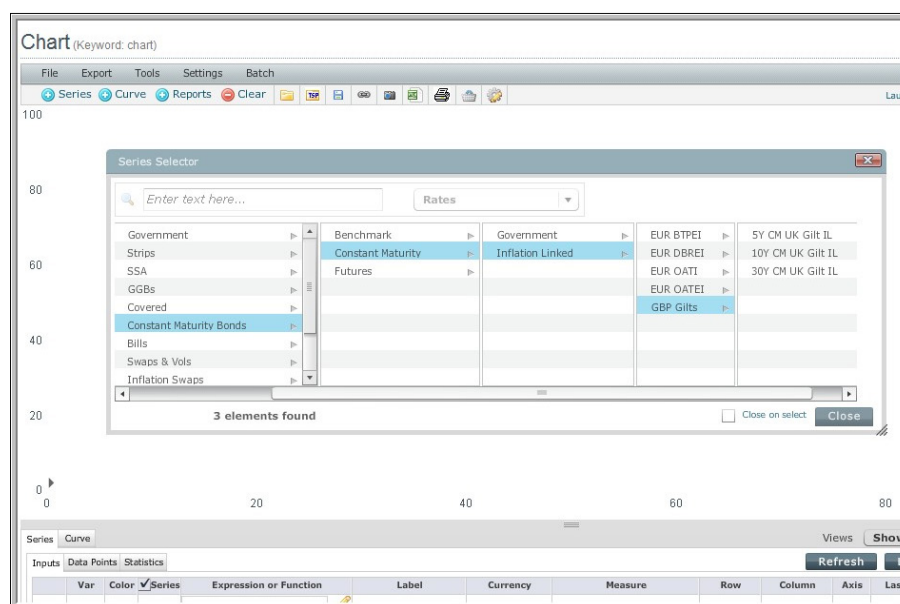 Chart (Keyword: chart)
File Export Tools Settings Batch
Series Curve Reports Clear TSP Lau
100
Series Selector
80
Enter text here... Rates
Government Benchmark Government EUR BTPEI 5Y CM UK Gilt IL
Strips Constant Maturity Inflation Linked EUR DBREI 10Y CM UK Gilt IL
60
SSA Futures EUR OATI 30Y CM UK Gilt IL
GGBs EUR OATEI
Covered GBP Gilts
Constant Maturity Bonds
40
Bills
Swaps & Vols
Inflation Swaps
20
3 elements found Close on select Close
0
0 20 40 60 80
Series Curve Views Shov
Inputs Data Points Statistics Refresh
Var Color Series Expression or Function Label Currency Measure Row Column Axis Las